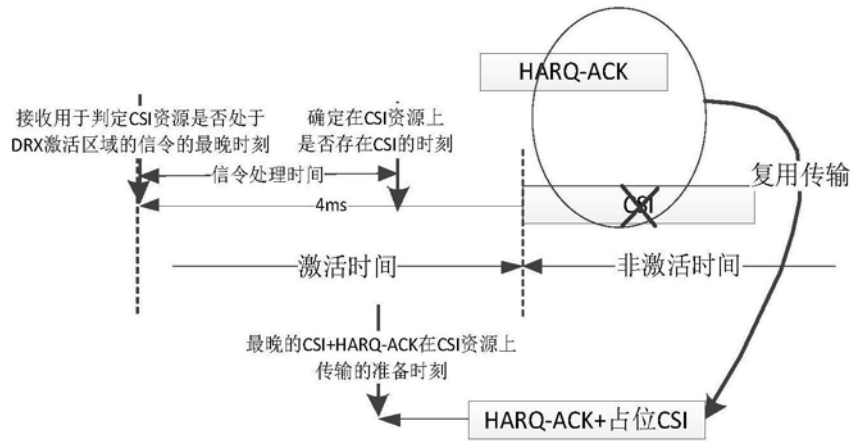 HARQ-ACK
接收用于判定CSI资源是否处于
DRX激活区域的信令的最晚时刻
确定在CSI资源上
是否存在CSI的时刻
信令处理时间
复用传输
4ms
CSI
激活时间
非激活时间
最晚的CSI+HARQ-ACK在CSI资源上
传输的准备时刻
HARQ-ACK+占位CSI